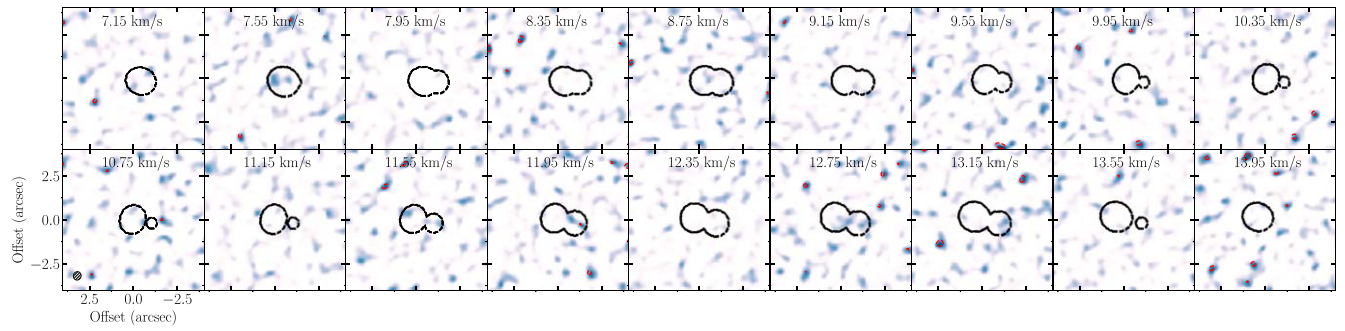 7.15 km/s 7.55 km/s 7.95 km/s 8.35 km/s 8.75 km/s 9.15 km/s 9.55 km/s 9.95 km/s 10.35 km/s
10.75 km/s 11.15 km/s 11.55 km/s 11.95 km/s 12.35 km/s 12.75 km/s 13.15 km/s 13.55 km/s 13.95 km/s
2.5
0.0
−2.5
Offset (arcsec)
2.5 0.0 −2.5
Offset (arcsec)